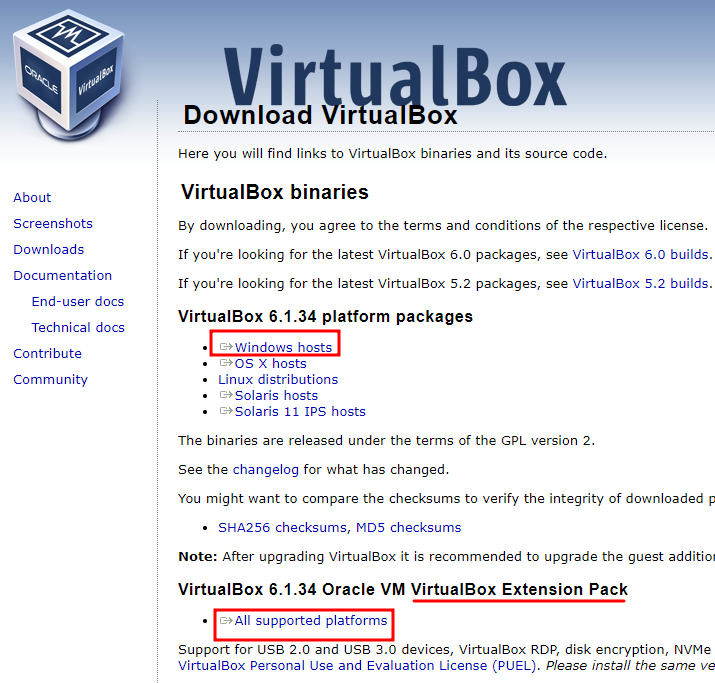 ORACLE
VirtualBox
VirtualBox
Download VirtualBox
Here you will find links to VirtualBox binaries and its source code.
About
Screenshots
Downloads
Documentation
End-user docs
Technical docs
Contribute
Community
VirtualBox binaries
By downloading, you agree to the terms and conditions of the respective license.
If you're looking for the latest VirtualBox 6.0 packages, see VirtualBox 6.0 builds.
If you're looking for the latest VirtualBox 5.2 packages, see VirtualBox 5.2 builds.
VirtualBox 6.1.34 platform packages
Windows hosts
OS X hosts
Linux distributions
Solaris hosts
Solaris 11 IPS hosts
The binaries are released under the terms of the GPL version 2.
See the changelog for what has changed.
You might want to compare the checksums to verify the integrity of downloaded p
SHA256 checksums, MD5 checksums
Note: After upgrading VirtualBox it is recommended to upgrade the guest addition
VirtualBox 6.1.34 Oracle VM VirtualBox Extension Pack
All supported platforms
Support for USB 2.0 and USB 3.0 devices, VirtualBox RDP, disk encryption, NVMe
VirtualBox Personal Use and Evaluation License (PUEL). Please install the same ve